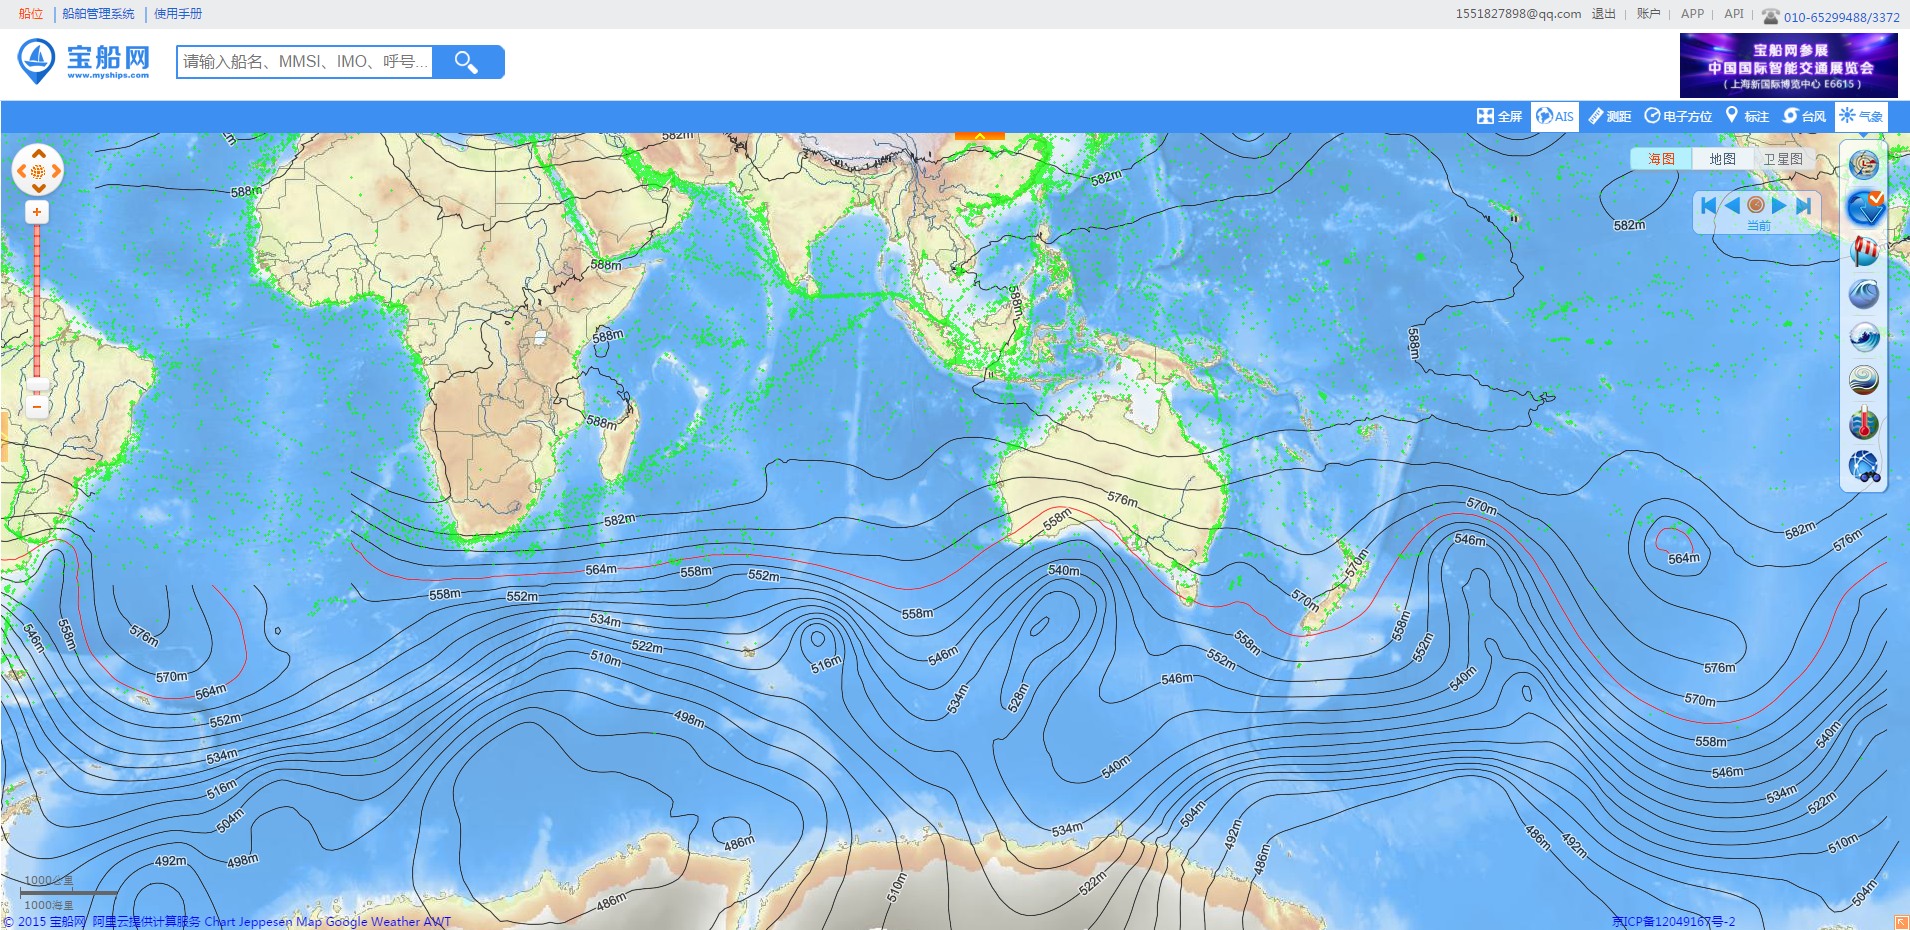 船位 船舶管理系统 使用手册
1551827898@qq.com 退出 账户 APP API 010-65299488/3372
宝船网
www.myships.com
请输入船名、MMSI、IMO、呼号...
宝船网参展
中国国际智能交通展览会
(上海新国际博览中心 E6615)
全屏 AIS 测距 电子方位 标注 台风 气象
海图 地图 卫星图
当前
582m
588m
582m
582m
588m
588m
588m
588m
588m
576m
558m
582m
570m
546m
582m
576m
564m
564m
558m
552m
540m
570m
558m
552m
558m
570m
546m
558m
576m
534m
522m
510m
516m
546m
558m
552m
558m
552m
576m
570m
564m
546m
540m
534m
528m
570m
552m
498m
558m
540m
534m
540m
546m
516m
534m
522m
504m
504m
534m
492m
486m
486m
492m
510m
492m
498m
486m
486m
510m
522m
504m
1000公里
1000海里
© 2015 宝船网 阿里云提供计算服务 Chart Jeppesen Map Google Weather AWT
京ICP备12049167号-2